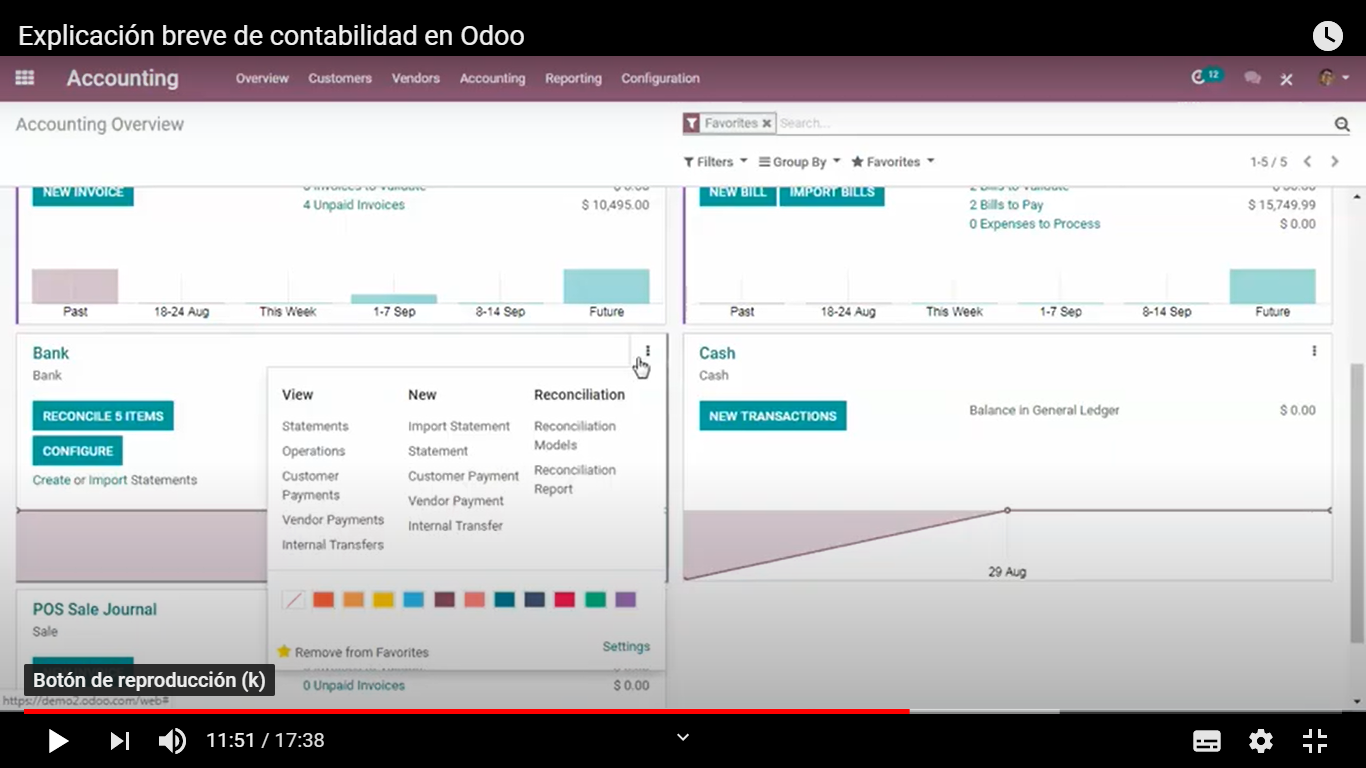 Explicación breve de contabilidad en Odoo
Accounting Overview Customers Vendors Accounting Reporting Configuration 12
Accounting Overview
Favorites Search...
Filters Group By Favorites 1-5 / 5
NEW INVOICE
4 Unpaid Invoices $ 10,495.00
Past 18-24 Aug This Week 1-7 Sep 8-14 Sep Future
NEW BILL IMPORT BILLS 2 Bills to Validate
2 Bills to Pay $ 15,749.99
0 Expenses to Process $ 0.00
Past 18-24 Aug This Week 1-7 Sep 8-14 Sep Future
Bank
Bank
RECONCILE 5 ITEMS
CONFIGURE
Create or Import Statements
View
Statements
Operations
Customer
Payments
Vendor Payments
Internal Transfers
New
Import Statement
Statement
Customer Payment
Vendor Payment
Internal Transfer
Reconciliation
Reconciliation
Models
Reconciliation
Report
Remove from Favorites Settings
Cash
Cash
NEW TRANSACTIONS Balance in General Ledger $ 0.00
29 Aug
POS Sale Journal
Sale
0 Unpaid Invoices $ 0.00
Botón de reproducción (k)
https://demo2.odoo.com/web#
11:51 / 17:38